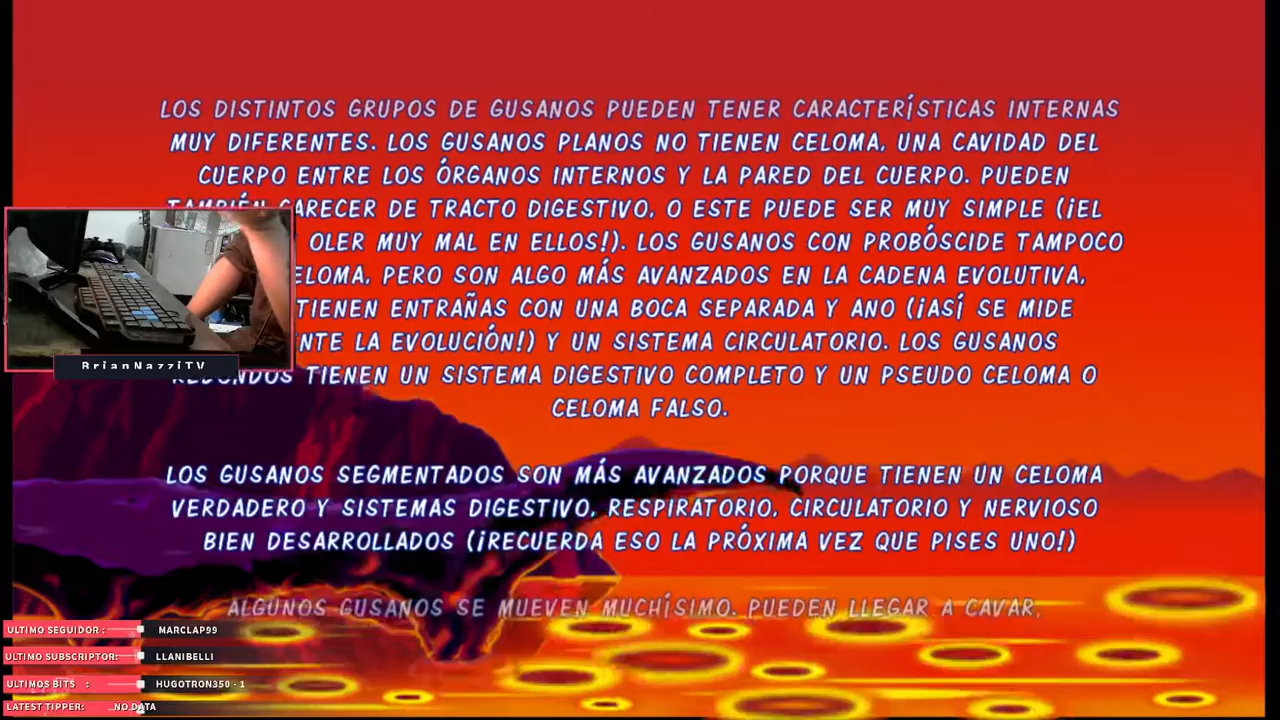 LOS DISTINTOS GRUPOS DE GUSANOS PUEDEN TENER CARACTERÍSTICAS INTERNAS
MUY DIFERENTES. LOS GUSANOS PLANOS NO TIENEN CELOMA, UNA CAVIDAD DEL
CUERPO ENTRE LOS ÓRGANOS INTERNOS Y LA PARED DEL CUERPO. PUEDEN
TAMBIÉN CARECER DE TRACTO DIGESTIVO, O ESTE PUEDE SER MUY SIMPLE (¡EL
OLER MUY MAL EN ELLOS!). LOS GUSANOS CON PROBÓSCIDE TAMPOCO
CELOMA, PERO SON ALGO MÁS AVANZADOS EN LA CADENA EVOLUTIVA,
TIENEN ENTRAÑAS CON UNA BOCA SEPARADA Y ANO (¡ASÍ SE MIDE
LA EVOLUCIÓN!) Y UN SISTEMA CIRCULATORIO. LOS GUSANOS
REDONDOS TIENEN UN SISTEMA DIGESTIVO COMPLETO Y UN PSEUDO CELOMA O
CELOMA FALSO.
BrianNazziTV
LOS GUSANOS SEGMENTADOS SON MÁS AVANZADOS PORQUE TIENEN UN CELOMA
VERDADERO Y SISTEMAS DIGESTIVO, RESPIRATORIO, CIRCULATORIO Y NERVIOSO
BIEN DESARROLLADOS (¡RECUERDA ESO LA PRÓXIMA VEZ QUE PISES UNO!)
ALGUNOS GUSANOS SE MUEVEN MUCHÍSIMO. PUEDEN LLEGAR A CAVAR,
ULTIMO SEGUIDOR : MARCLAP99
ULTIMO SUBSCRIPTOR: LLANIBELLI
ULTIMOS BITS : HUGOTRON350 - 1
LATEST TIPPER: __NO DATA